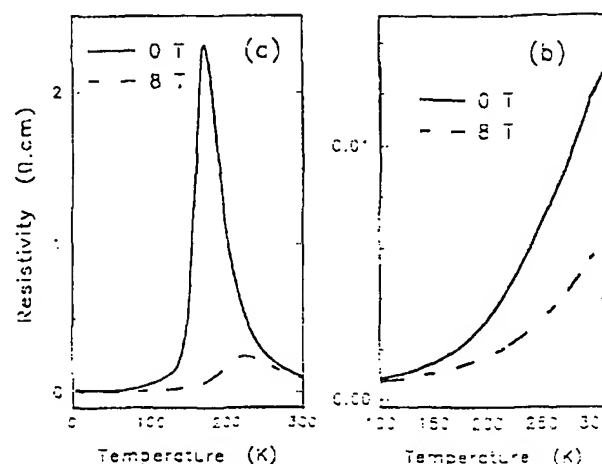 (c)
0 T
8 T
2
1
0
0
100
200
300
Resistivity (Ω.cm)
Temperature (K)
(b)
0 T
8 T
0.00
150
200
250
Temperature (K)